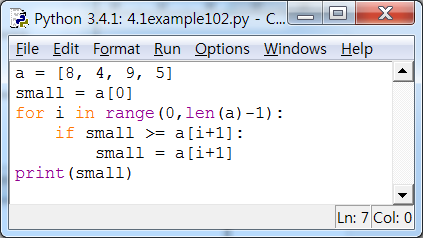 Python 3.4.1: 4.1example102.py - C...
File Edit Format Run Options Windows Help
a = [8, 4, 9, 5]
small = a[0]
for i in range(0,len(a)-1):
    if small >= a[i+1]:
        small = a[i+1]
print(small)
Ln: 7 Col: 0